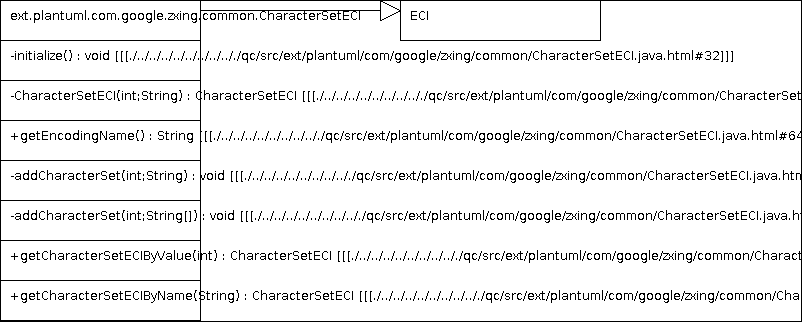 ext.plantuml.com.google.zxing.common.CharacterSetECI
ECI
-initialize() : void [[[./../../../../../../../../qc/src/ext/plantuml/com/google/zxing/common/CharacterSetECI.java.html#32]]]
-CharacterSetECI(int;String) : CharacterSetECI [[[./../../../../../../../../qc/src/ext/plantuml/com/google/zxing/common/CharacterSet
+getEncodingName() : String [[[./../../../../../../../../qc/src/ext/plantuml/com/google/zxing/common/CharacterSetECI.java.html#64
-addCharacterSet(int;String) : void [[[./../../../../../../../../qc/src/ext/plantuml/com/google/zxing/common/CharacterSetECI.java.htm
-addCharacterSet(int;String[]) : void [[[./../../../../../../../../qc/src/ext/plantuml/com/google/zxing/common/CharacterSetECI.java.h
+getCharacterSetECIByValue(int) : CharacterSetECI [[[./../../../../../../../../qc/src/ext/plantuml/com/google/zxing/common/Charact
+getCharacterSetECIByName(String) : CharacterSetECI [[[./../../../../../../../../qc/src/ext/plantuml/com/google/zxing/common/Cha